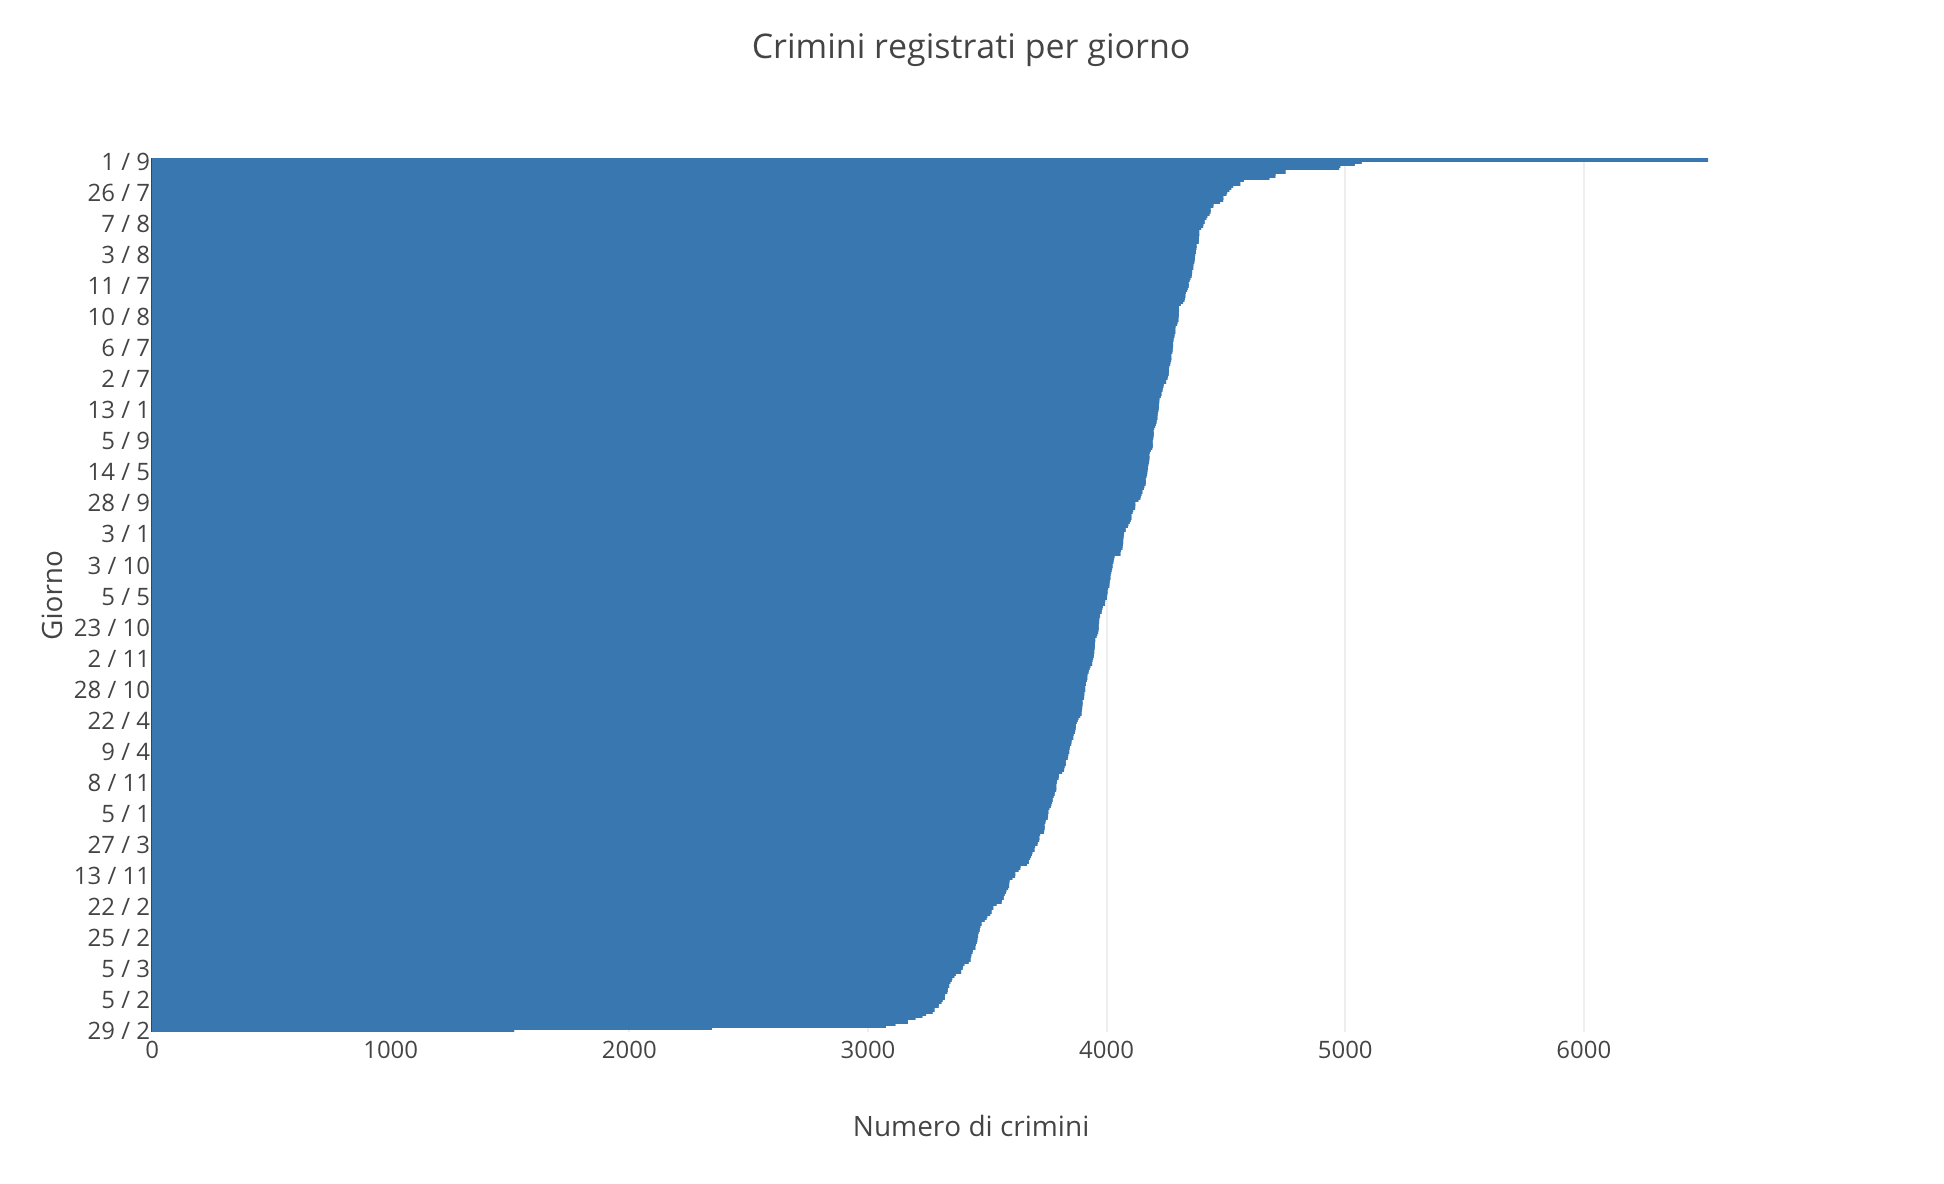 Crimini registrati per giorno
1 / 9
26 / 7
7 / 8
3 / 8
11 / 7
10 / 8
6 / 7
2 / 7
13 / 1
5 / 9
14 / 5
28 / 9
3 / 1
3 / 10
5 / 5
23 / 10
2 / 11
28 / 10
22 / 4
9 / 4
8 / 11
5 / 1
27 / 3
13 / 11
22 / 2
25 / 2
5 / 3
5 / 2
29 / 2
Giorno
0 1000 2000 3000 4000 5000 6000
Numero di crimini